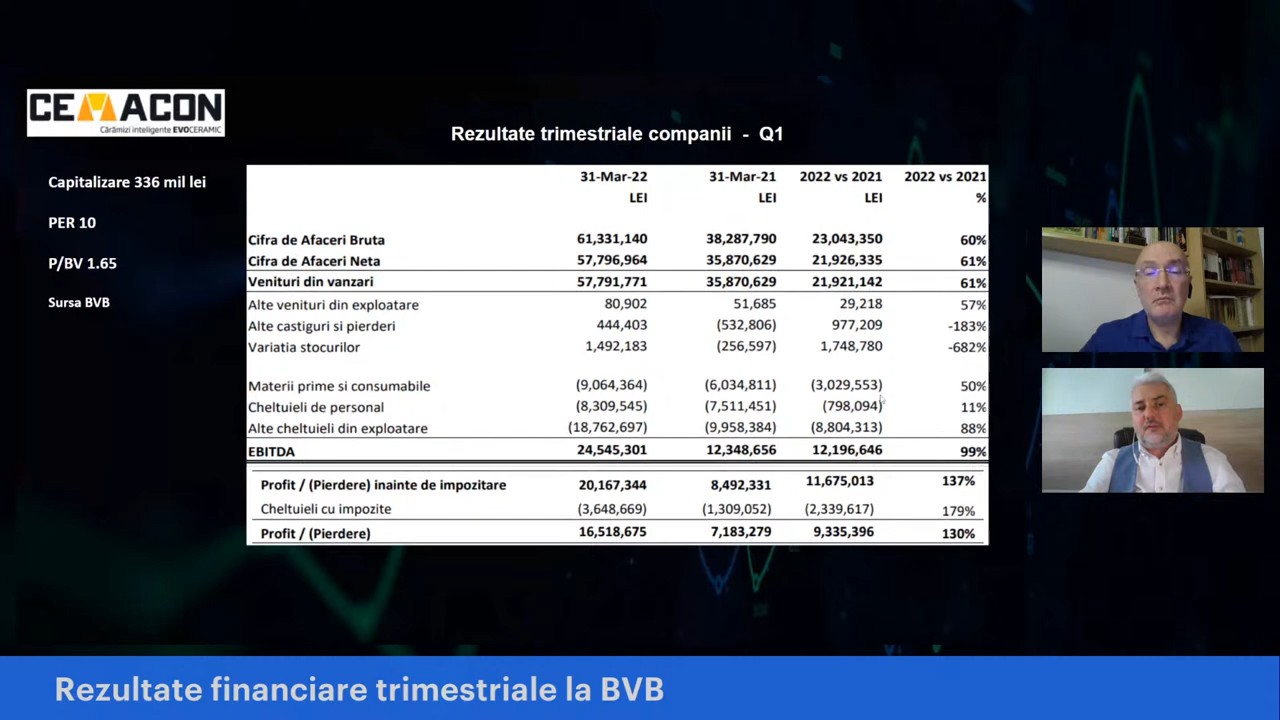 CEMACON
Cărămizi inteligente EVOCERAMIC
Rezultate trimestriale companii - Q1
Capitalizare 336 mil lei
PER 10
P/BV 1.65
Sursa BVB
31-Mar-22 31-Mar-21 2022 vs 2021 2022 vs 2021
LEI LEI LEI %
Cifra de Afaceri Bruta 61,331,140 38,287,790 23,043,350 60%
Cifra de Afaceri Neta 57,796,964 35,870,629 21,926,335 61%
Venituri din vanzari 57,791,771 35,870,629 21,921,142 61%
Alte venituri din exploatare 80,902 51,685 29,218 57%
Alte castiguri si pierderi 444,403 (532,806) 977,209 -183%
Variatia stocurilor 1,492,183 (256,597) 1,748,780 -682%
Materii prime si consumabile (9,064,364) (6,034,811) (3,029,553) 50%
Cheltuieli de personal (8,309,545) (7,511,451) (798,094) 11%
Alte cheltuieli din exploatare (18,762,697) (9,958,384) (8,804,313) 88%
EBITDA 24,545,301 12,348,656 12,196,646 99%
Profit / (Pierdere) inainte de impozitare 20,167,344 8,492,331 11,675,013 137%
Cheltuieli cu impozite (3,648,669) (1,309,052) (2,339,617) 179%
Profit / (Pierdere) 16,518,675 7,183,279 9,335,396 130%
Rezultate financiare trimestriale la BVB